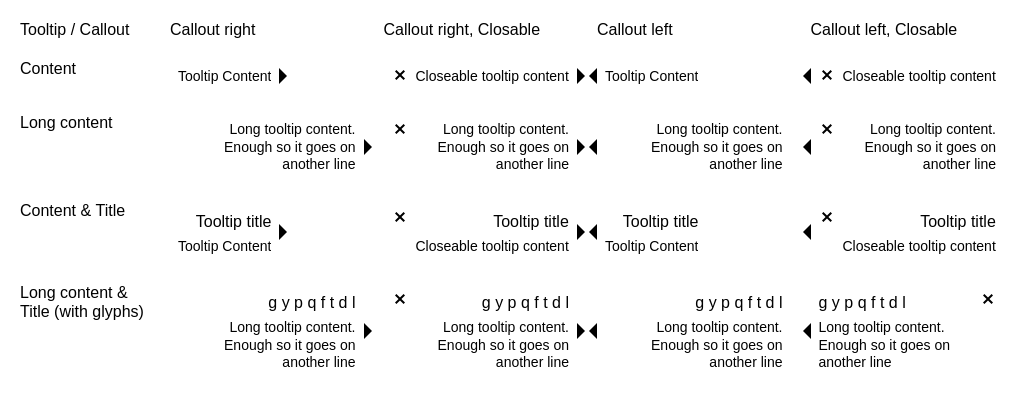 Tooltip / Callout Callout right Callout right, Closable Callout left Callout left, Closable
Content Tooltip Content ✕ Closeable tooltip content Tooltip Content ✕ Closeable tooltip content
Long content ✕ ✕
Long tooltip content. Long tooltip content. Long tooltip content. Long tooltip content.
Enough so it goes on Enough so it goes on Enough so it goes on Enough so it goes on
another line another line another line another line
Content & Title ✕ ✕
Tooltip title Tooltip title Tooltip title Tooltip title
Tooltip Content Closeable tooltip content Tooltip Content Closeable tooltip content
Long content & ✕ ✕
Title (with glyphs) g y p q f t d l g y p q f t d l g y p q f t d l g y p q f t d l
Long tooltip content. Long tooltip content. Long tooltip content. Long tooltip content.
Enough so it goes on Enough so it goes on Enough so it goes on Enough so it goes on
another line another line another line another line